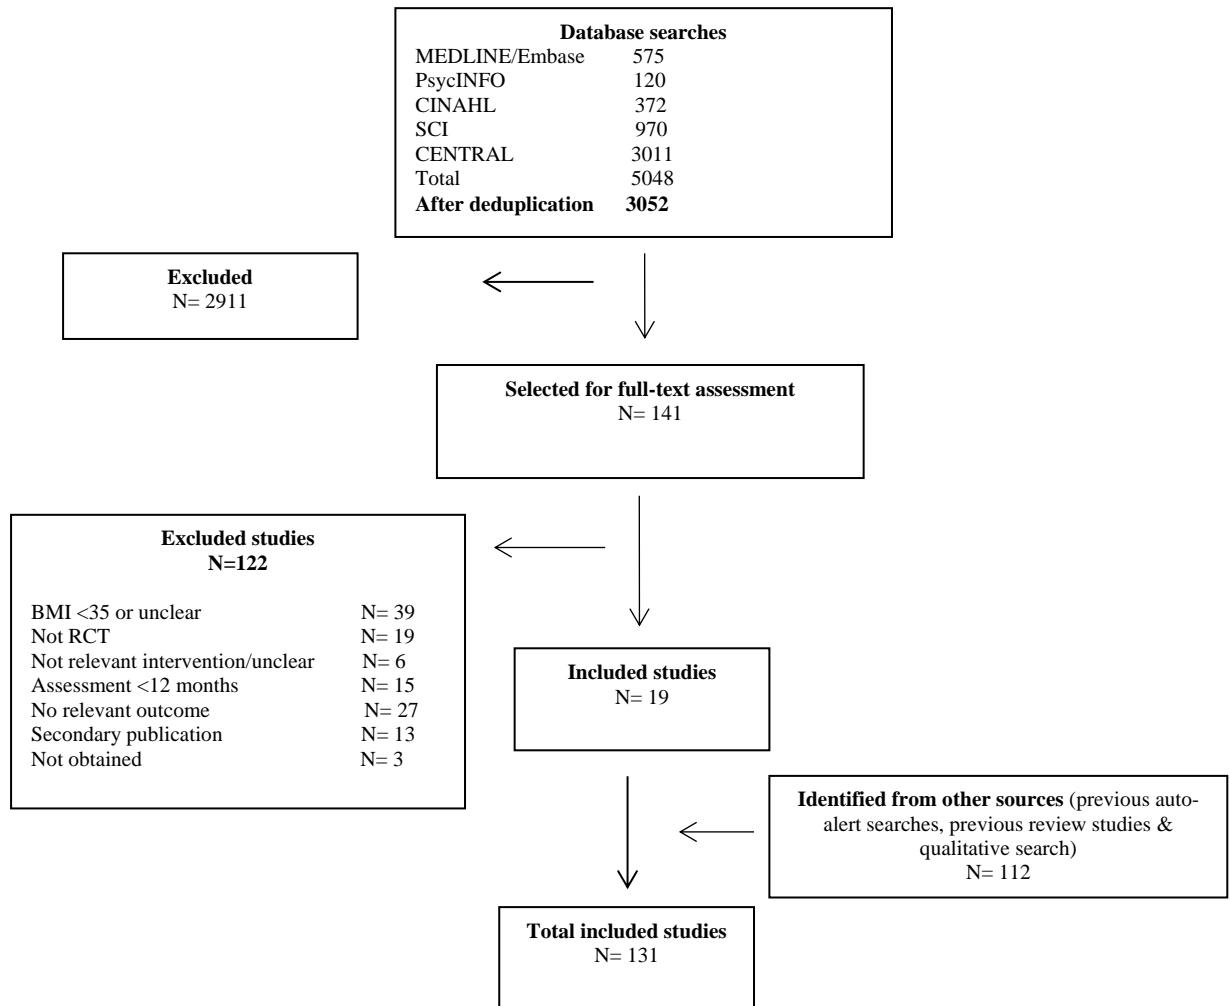 Database searches
MEDLINE/Embase 575
PsycINFO 120
CINAHL 372
SCI 970
CENTRAL 3011
Total 5048
After deduplication 3052
Excluded
N= 2911
Selected for full-text assessment
N= 141
Excluded studies
N=122
BMI <35 or unclear N= 39
Not RCT N= 19
Not relevant intervention/unclear N= 6
Assessment <12 months N= 15
No relevant outcome N= 27
Secondary publication N= 13
Not obtained N= 3
Included studies
N= 19
Identified from other sources (previous auto-
alert searches, previous review studies &
qualitative search)
N= 112
Total included studies
N= 131